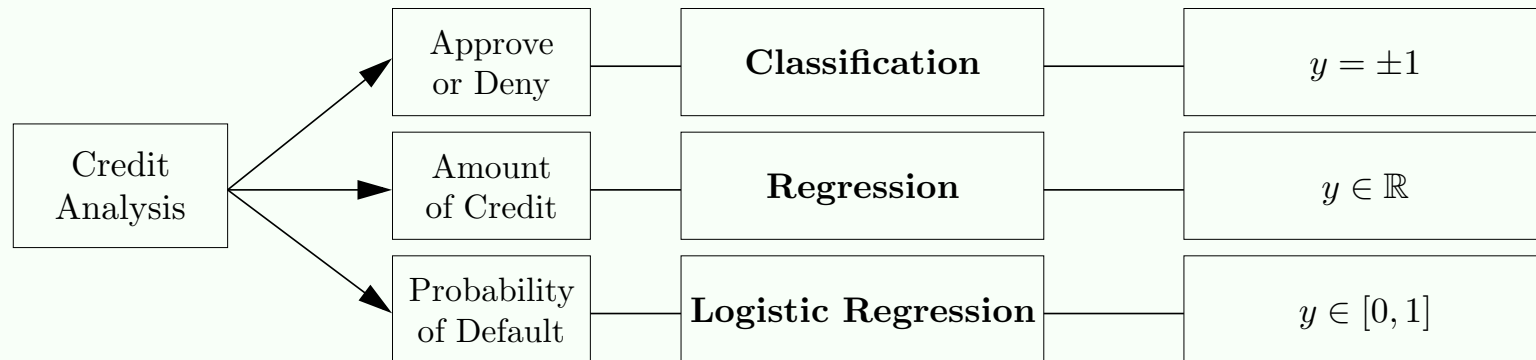 Credit
Analysis
Approve
or Deny
Classification
y = ±1
Amount
of Credit
Regression
y ∈ ℝ
Probability
of Default
Logistic Regression
y ∈ [0, 1]